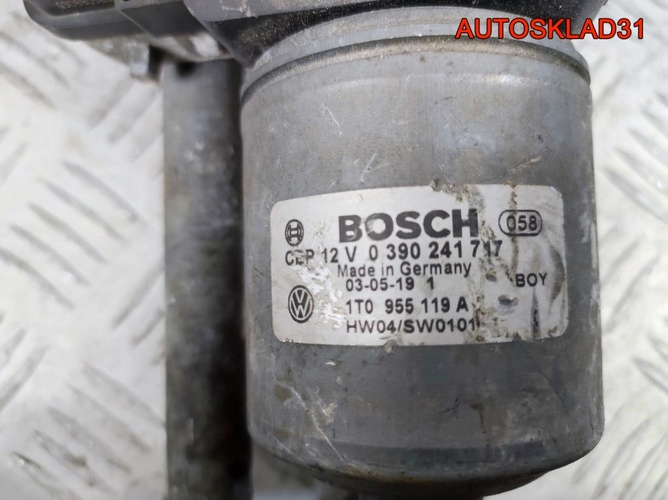 AUTOSKLAD31
BOSCH 058
CEP 12 V 0 390 241 717
Made in Germany
03-05-19 1 BOY
1T0 955 119 A
HW04/SW0101